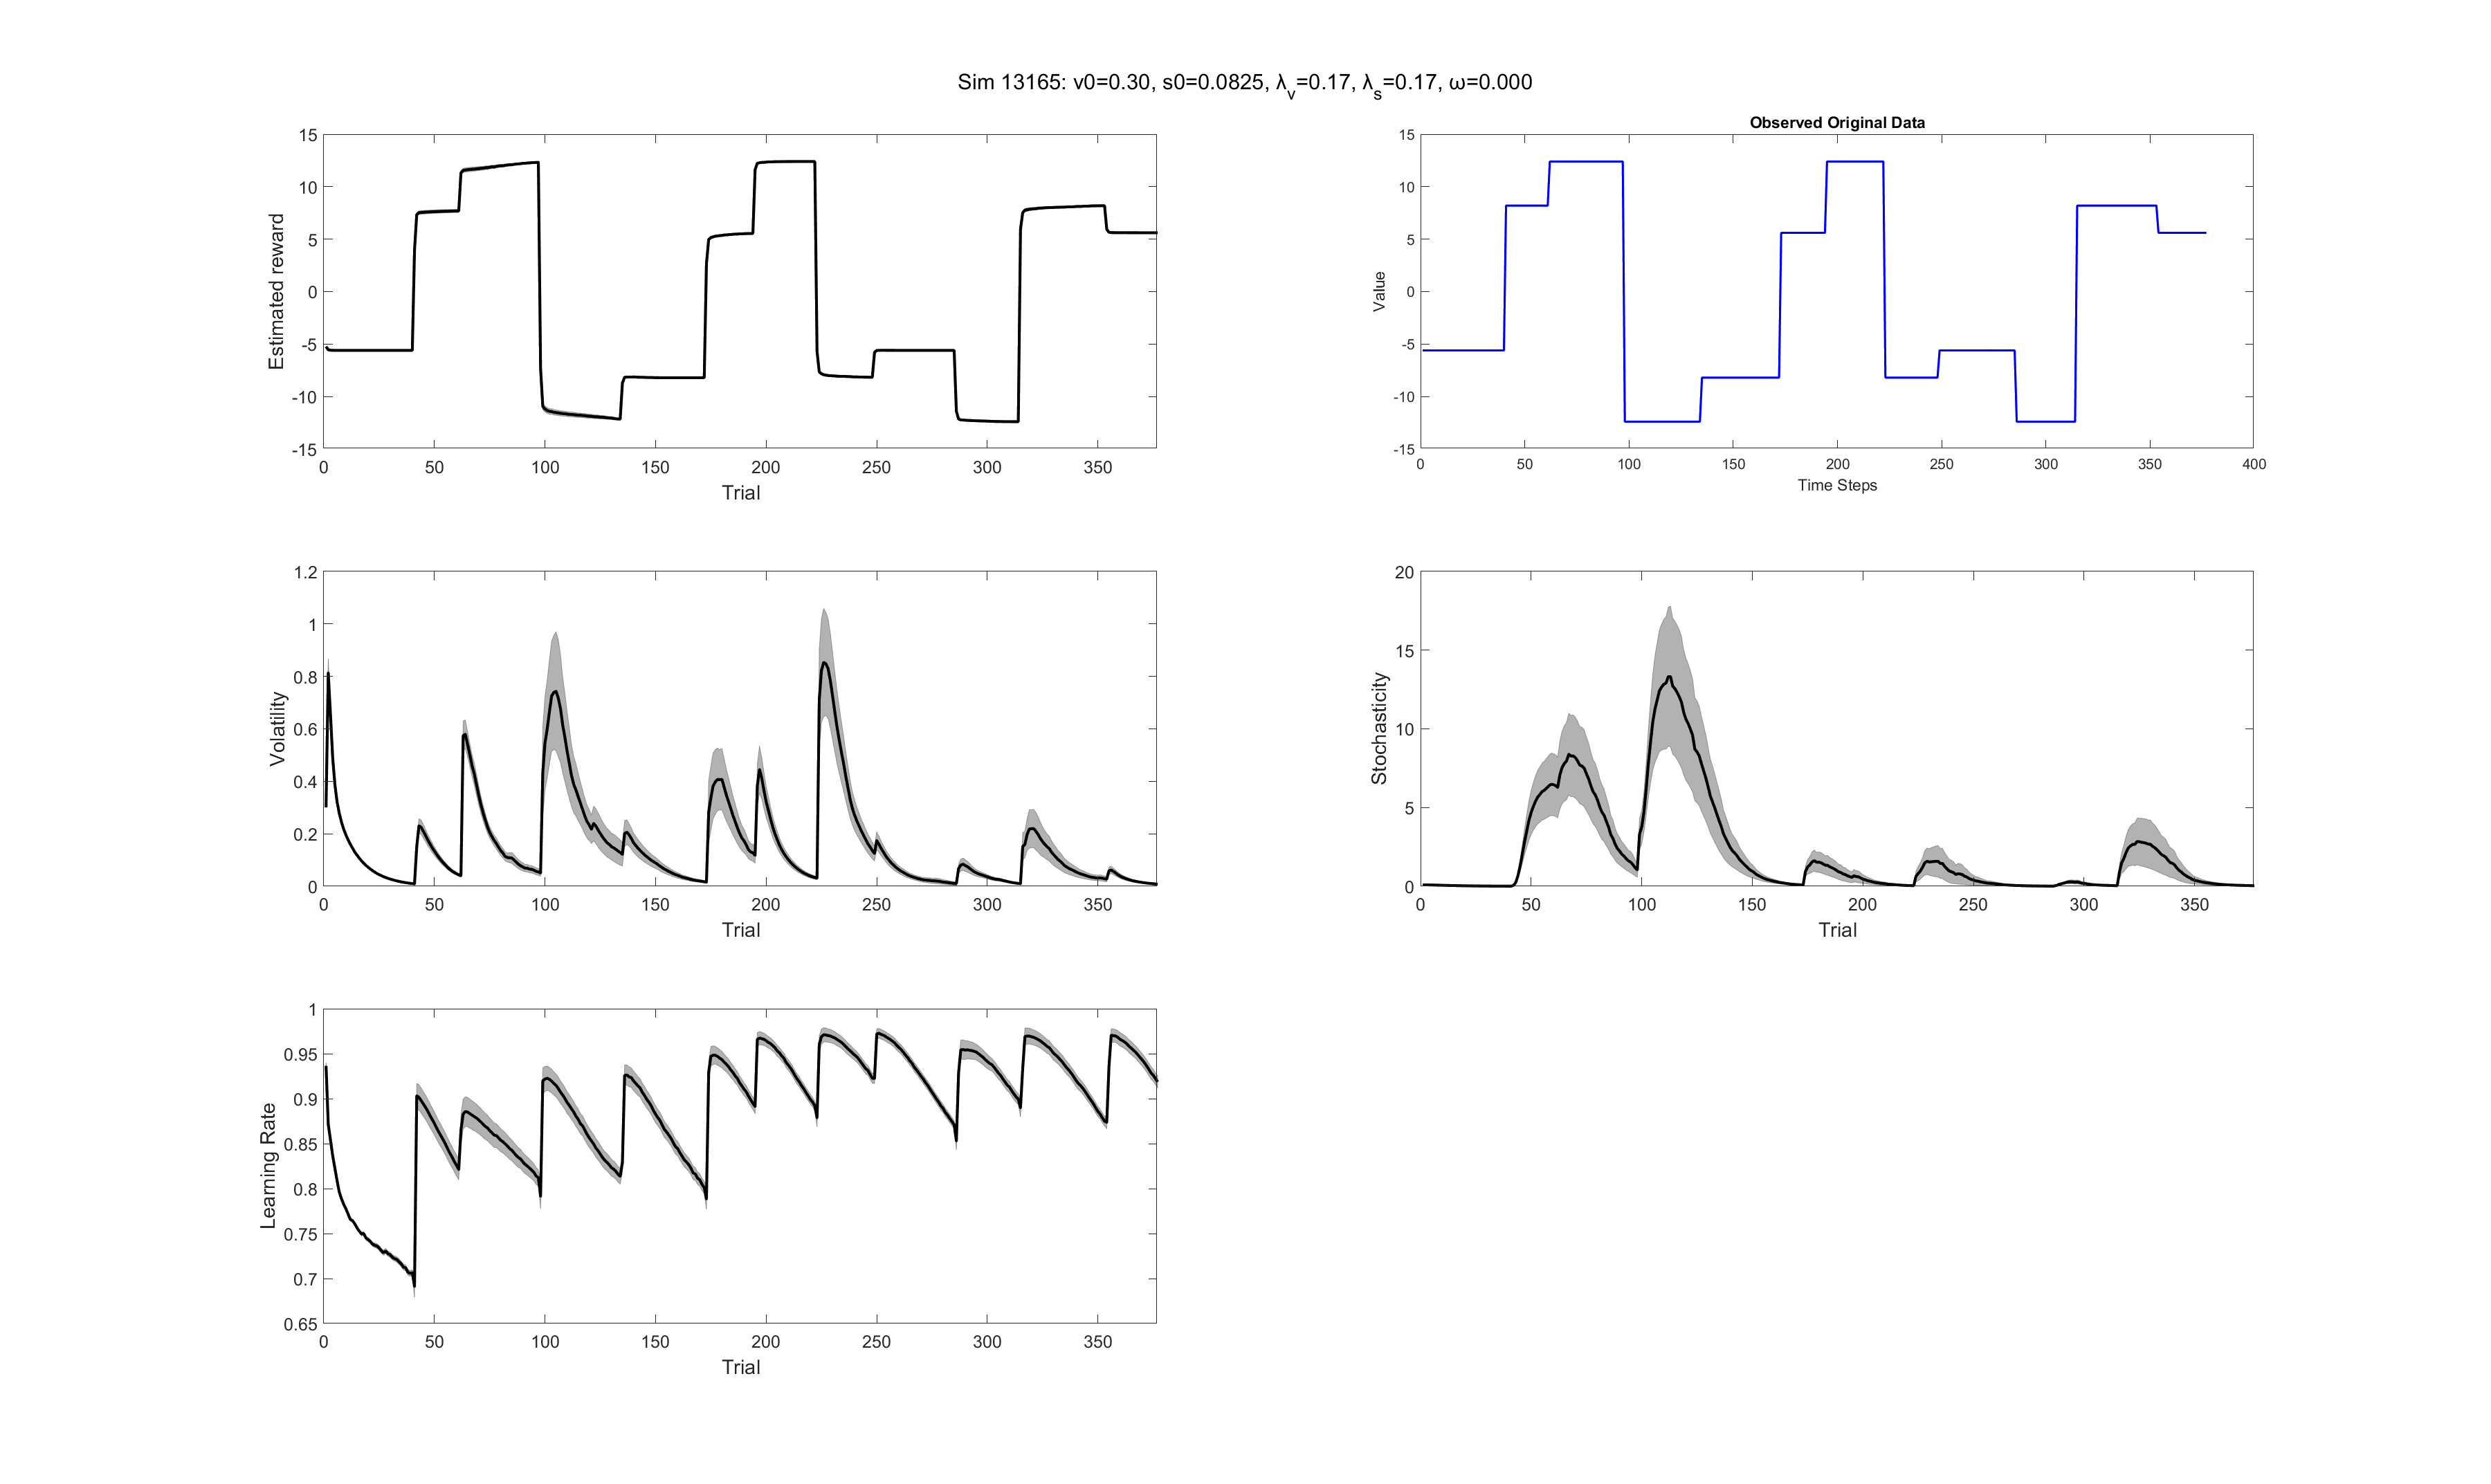 Sim 13165: v0=0.30, s0=0.0825, λv=0.17, λs=0.17, ω=0.000
15
10
5
0
-5
-10
-15
Estimated reward
0 50 100 150 200 250 300 350
Trial
Observed Original Data
15
10
5
0
-5
-10
-15
Value
0 50 100 150 200 250 300 350 400
Time Steps
1.2
1
0.8
0.6
0.4
0.2
0
Volatility
0 50 100 150 200 250 300 350
Trial
20
15
10
5
0
Stochasticity
0 50 100 150 200 250 300 350
Trial
1
0.95
0.9
0.85
0.8
0.75
0.7
0.65
Learning Rate
0 50 100 150 200 250 300 350
Trial